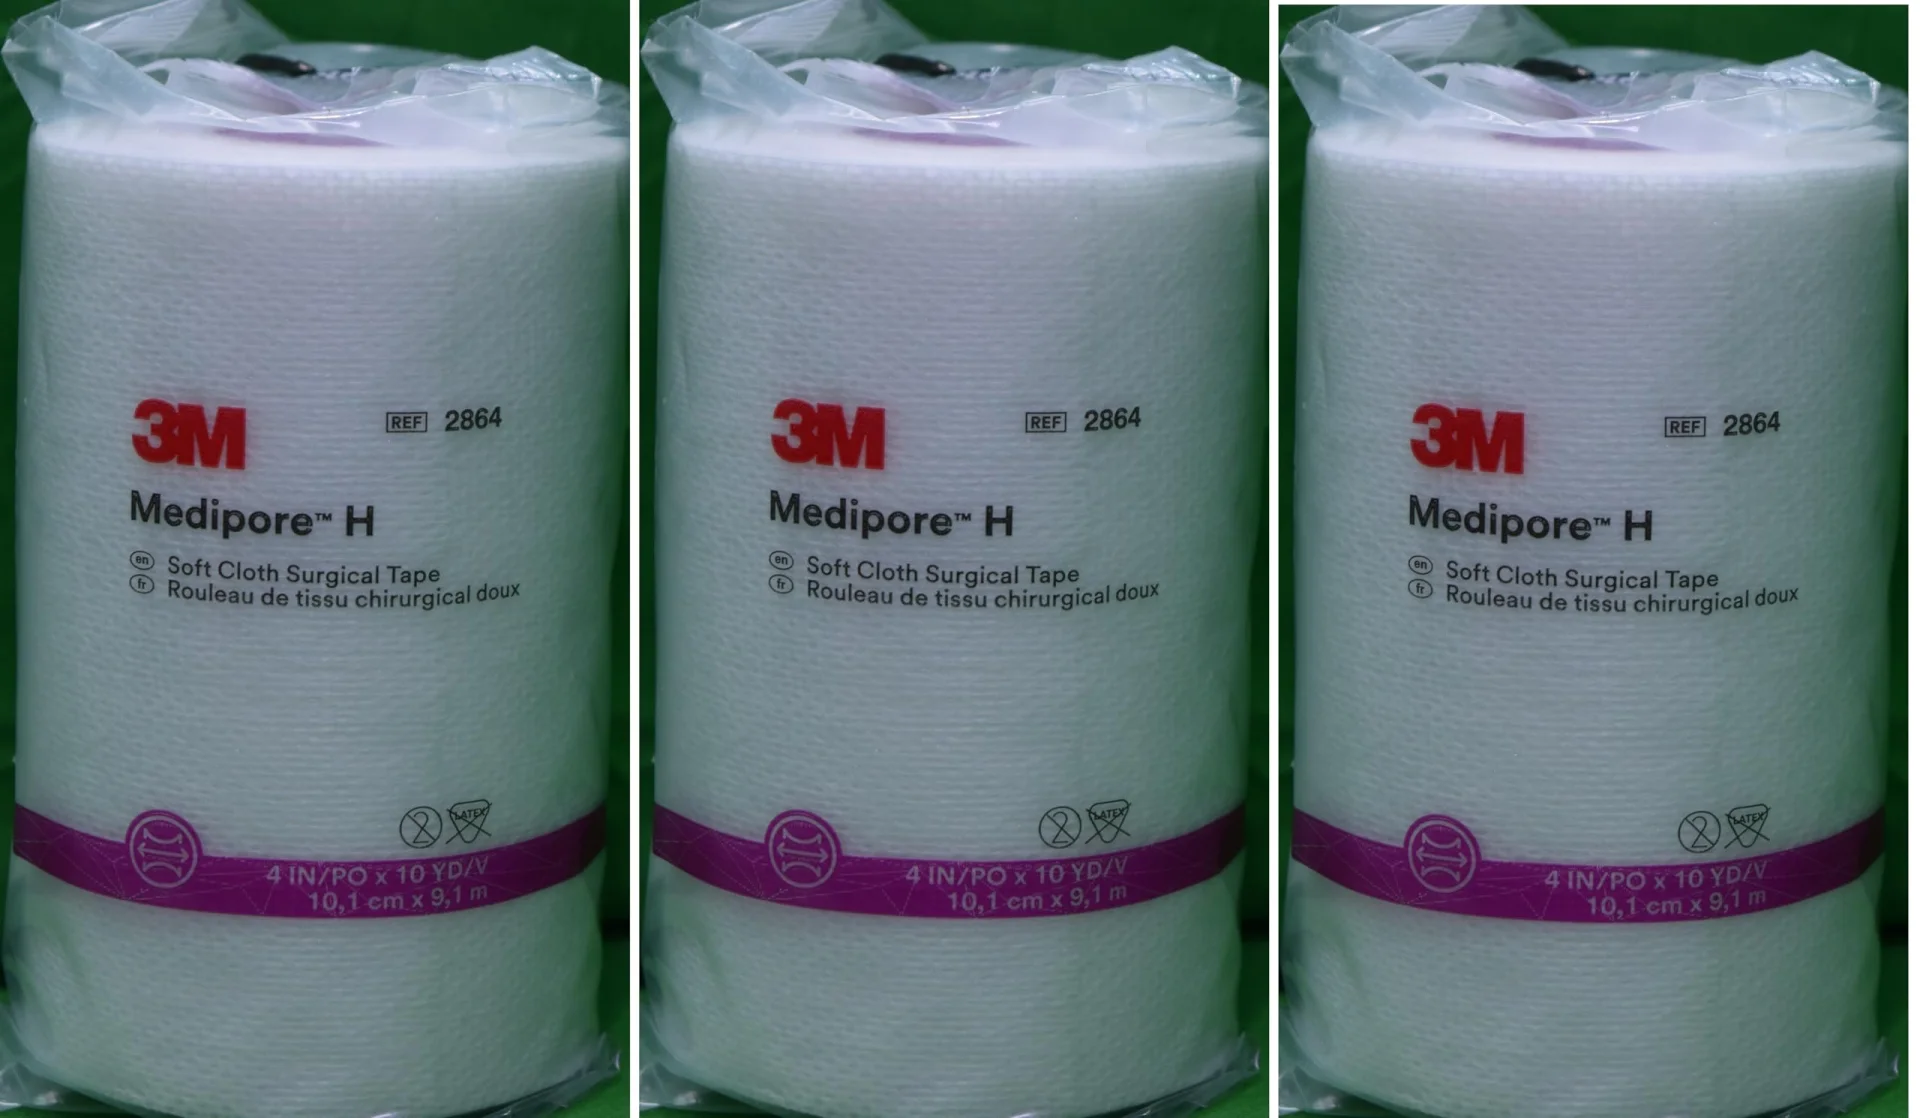 3M REF 2864
Medipore™ H
en Soft Cloth Surgical Tape
fr Rouleau de tissu chirurgical doux
2 LATEX
4 IN/PO x 10 YD/V
10,1 cm x 9,1 m
3M REF 2864
Medipore™ H
en Soft Cloth Surgical Tape
fr Rouleau de tissu chirurgical doux
2 LATEX
4 IN/PO x 10 YD/V
10,1 cm x 9,1 m
3M REF 2864
Medipore™ H
en Soft Cloth Surgical Tape
fr Rouleau de tissu chirurgical doux
2 LATEX
4 IN/PO x 10 YD/V
10,1 cm x 9,1 m